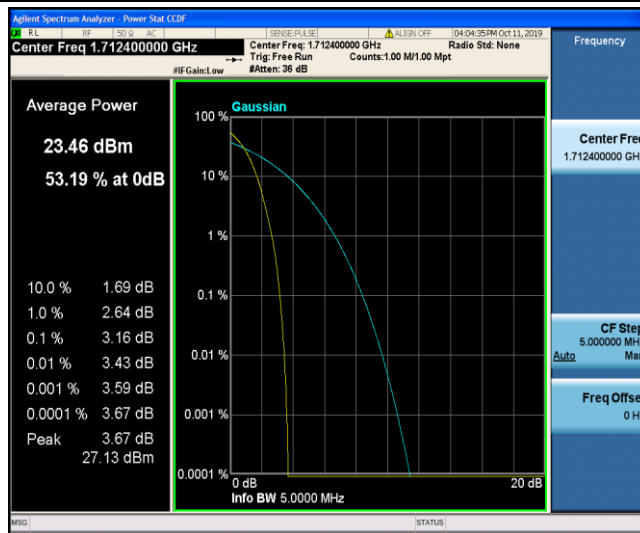 Agilent Spectrum Analyzer - Power Stat CCDF
RL RF 50 Ω AC SENSE:PULSE ALIGN OFF 04:04:35 PM Oct 11, 2019
Center Freq 1.712400000 GHz
Center Freq: 1.712400000 GHz Radio Std: None
Trig: Free Run Counts:1.00 M/1.00 Mpt
#IFGain:Low #Atten: 36 dB
Frequency
Average Power
23.46 dBm
53.19 % at 0dB
10.0 % 1.69 dB
1.0 % 2.64 dB
0.1 % 3.16 dB
0.01 % 3.43 dB
0.001 % 3.59 dB
0.0001 % 3.67 dB
Peak 3.67 dB
27.13 dBm
Gaussian
100 %
10 %
1 %
0.1 %
0.01 %
0.001 %
0.0001 %
0 dB 20 dB
Info BW 5.0000 MHz
Center Freq
1.712400000 GH
CF Step
5.000000 MH
Auto Ma
Freq Offse
0 H
MSG STATUS